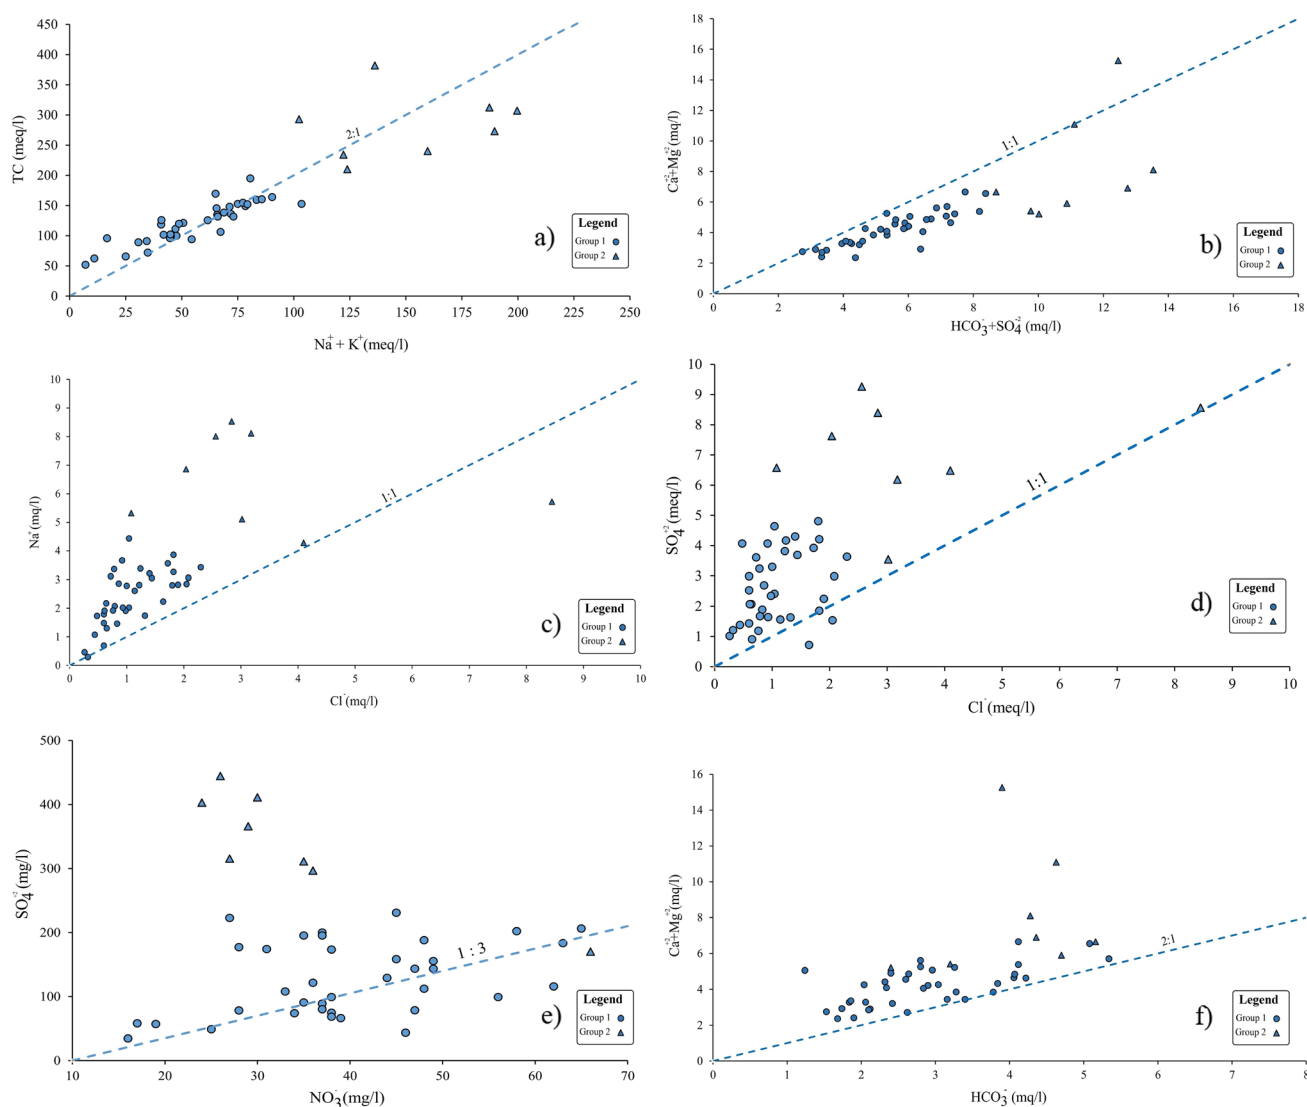 450
400
350
300
250
200
150
100
50
0
TC (meq/l)
2:1
a)
Legend
Group 1
Group 2
0 25 50 75 100 125 150 175 200 225 250
Na⁺ + K⁺(meq/l)
18
16
14
12
10
8
6
4
2
0
Ca⁺²+Mg⁺²(mq/l)
1:1
b)
Legend
Group 1
Group 2
0 2 4 6 8 10 12 14 16 18
HCO₃⁻+SO₄⁻² (mq/l)
10
9
8
7
6
5
4
3
2
1
0
Na⁺(mq/l)
1:1
c)
Legend
Group 1
Group 2
0 1 2 3 4 5 6 7 8 9 10
Cl⁻(mq/l)
10
9
8
7
6
5
4
3
2
1
0
SO₄⁺²(meq/l)
1:1
d)
Legend
Group 1
Group 2
0 1 2 3 4 5 6 7 8 9 10
Cl⁻(meq/l)
500
400
300
200
100
0
SO₄⁺²(mg/l)
1 : 3
e)
Legend
Group 1
Group 2
10 20 30 40 50 60 70
NO₃⁻(mg/l)
16
14
12
10
8
6
4
2
0
Ca⁺²+Mg⁺²(mq/l)
2:1
f)
Legend
Group 1
Group 2
0 1 2 3 4 5 6 7 8
HCO₃⁻ (mq/l)